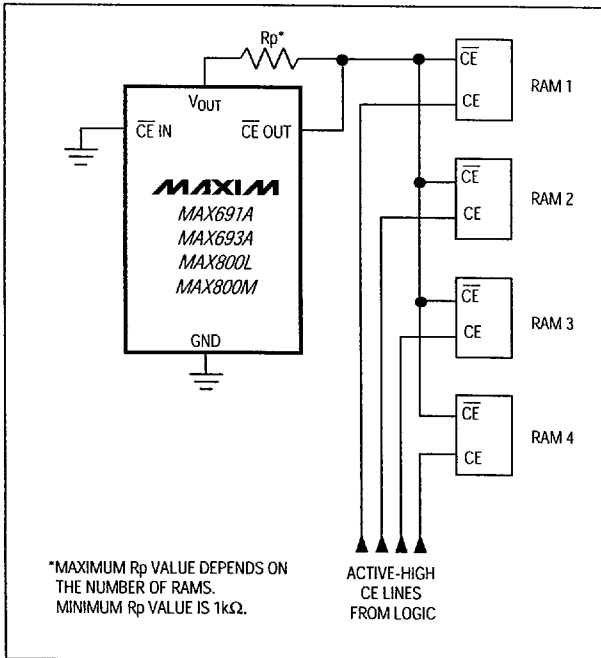 Rp*
VOUT
C̅E̅ IN
C̅E̅ OUT
MAXIM
MAX691A
MAX693A
MAX800L
MAX800M
GND
C̅E̅
CE
RAM 1
C̅E̅
CE
RAM 2
C̅E̅
CE
RAM 3
C̅E̅
CE
RAM 4
*MAXIMUM Rp VALUE DEPENDS ON
THE NUMBER OF RAMS.
MINIMUM Rp VALUE IS 1kΩ.
ACTIVE-HIGH
CE LINES
FROM LOGIC